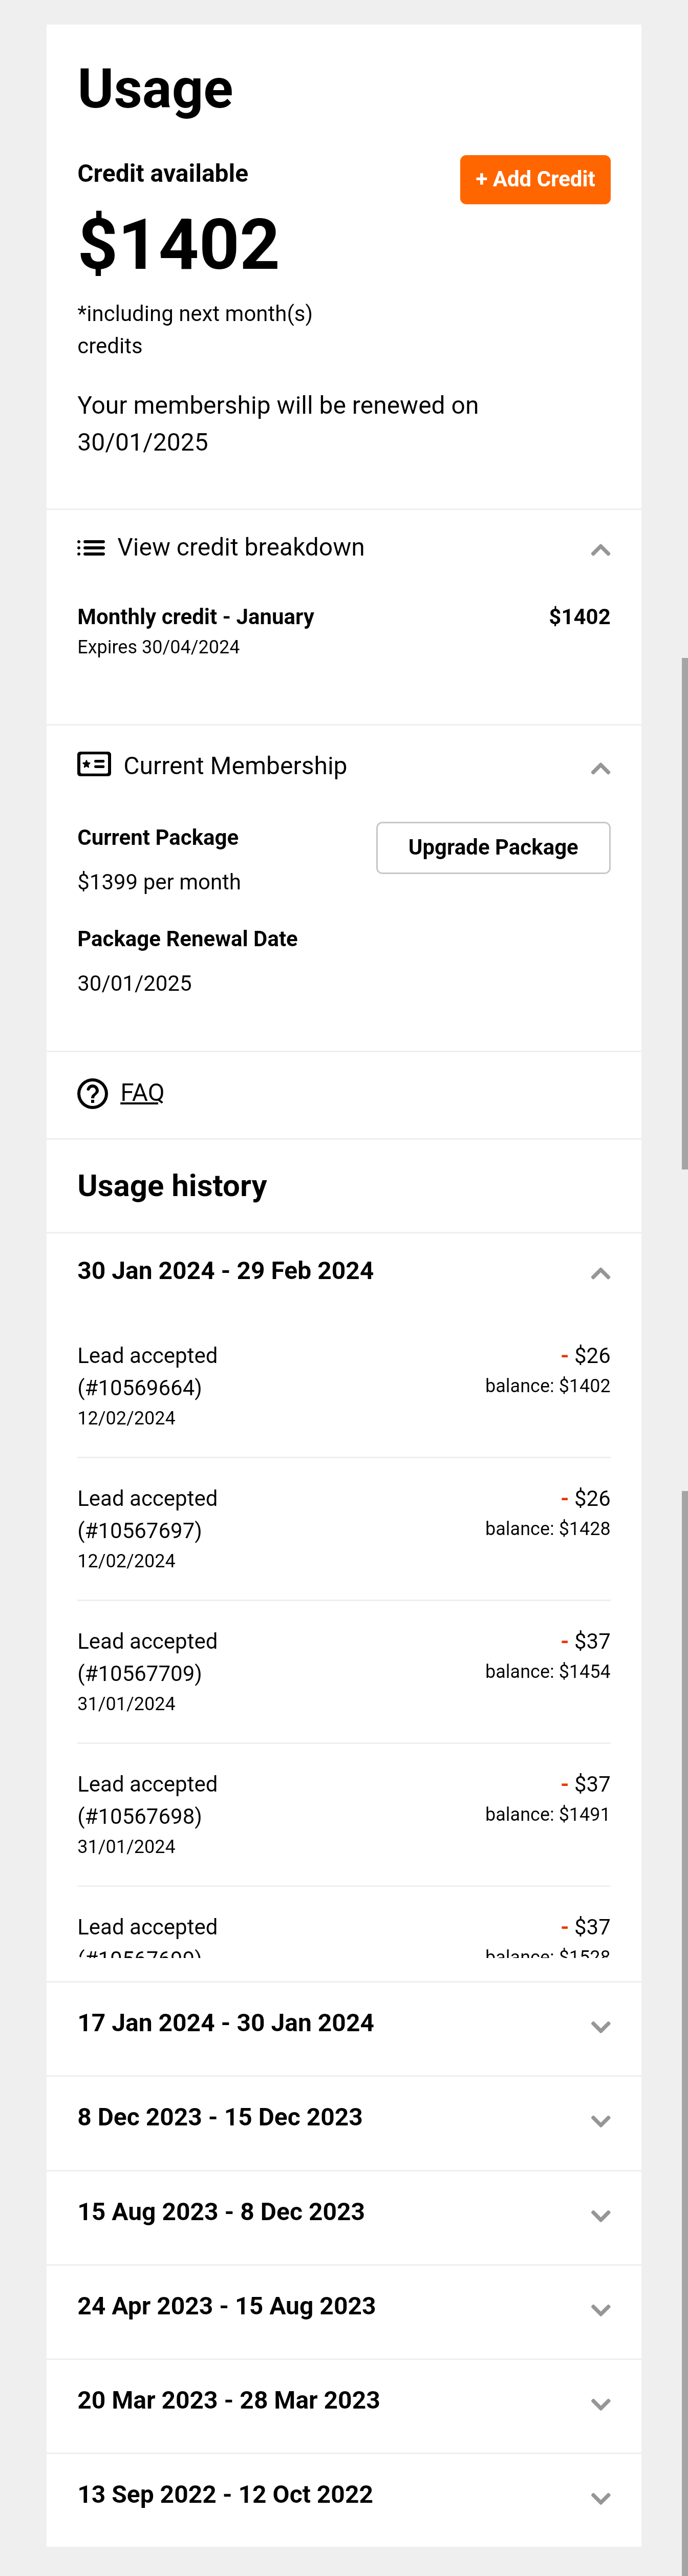 Usage
Credit available
+ Add Credit
$1402
*including next month(s)
credits
Your membership will be renewed on
30/01/2025
View credit breakdown
Monthly credit - January
$1402
Expires 30/04/2024
Current Membership
Current Package
Upgrade Package
$1399 per month
Package Renewal Date
30/01/2025
FAQ
Usage history
30 Jan 2024 - 29 Feb 2024
Lead accepted
- $26
(#10569664)
balance: $1402
12/02/2024
Lead accepted
- $26
(#10567697)
balance: $1428
12/02/2024
Lead accepted
- $37
(#10567709)
balance: $1454
31/01/2024
Lead accepted
- $37
(#10567698)
balance: $1491
31/01/2024
Lead accepted
- $37
balance: $1528
17 Jan 2024 - 30 Jan 2024
8 Dec 2023 - 15 Dec 2023
15 Aug 2023 - 8 Dec 2023
24 Apr 2023 - 15 Aug 2023
20 Mar 2023 - 28 Mar 2023
13 Sep 2022 - 12 Oct 2022